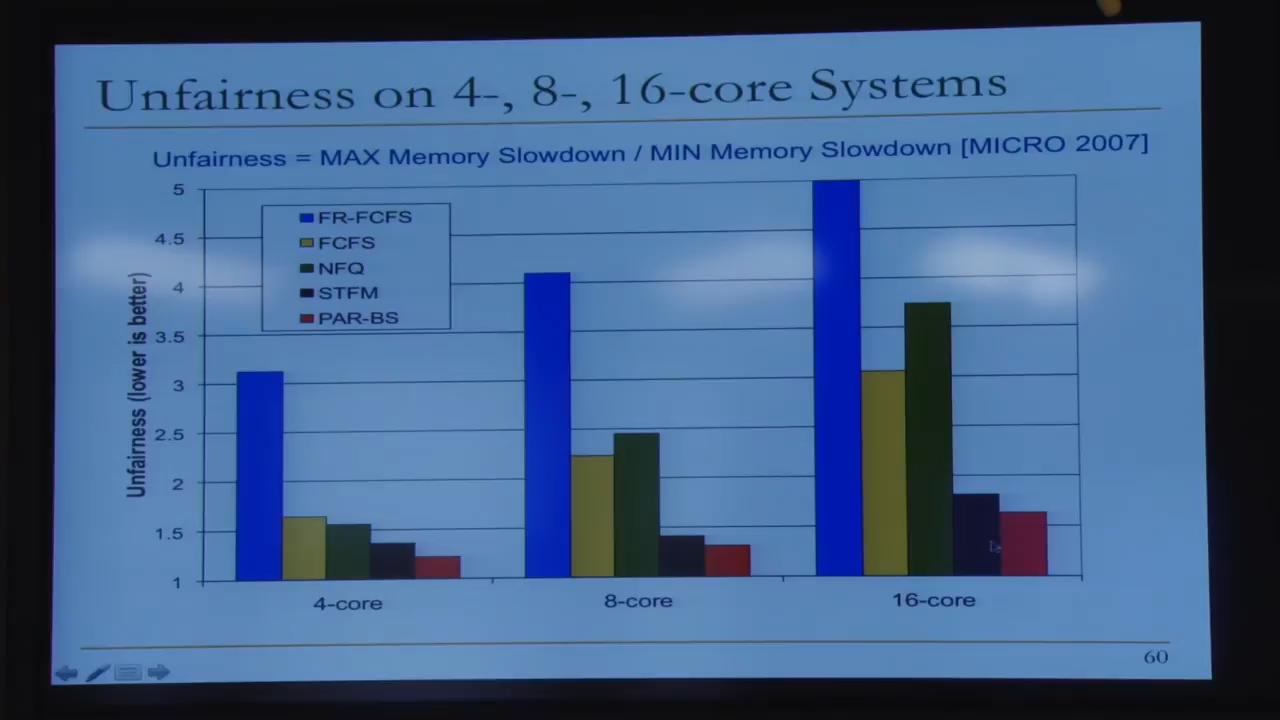 Unfairness on 4-, 8-, 16-core Systems
Unfairness = MAX Memory Slowdown / MIN Memory Slowdown [MICRO 2007]
Unfairness (lower is better)
5
4.5
4
3.5
3
2.5
2
1.5
1
FR-FCFS
FCFS
NFQ
STFM
PAR-BS
4-core
8-core
16-core
60